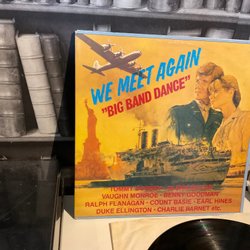 WE MEET AGAIN
"BIG BAND DANCE"
TOMMY
VAUGHN MONROE - BENNY GOODMAN
RALPH FLANAGAN - COUNT BASIE - EARL HINES
DUKE ELLINGTON - CHARLIE BARNET etc.